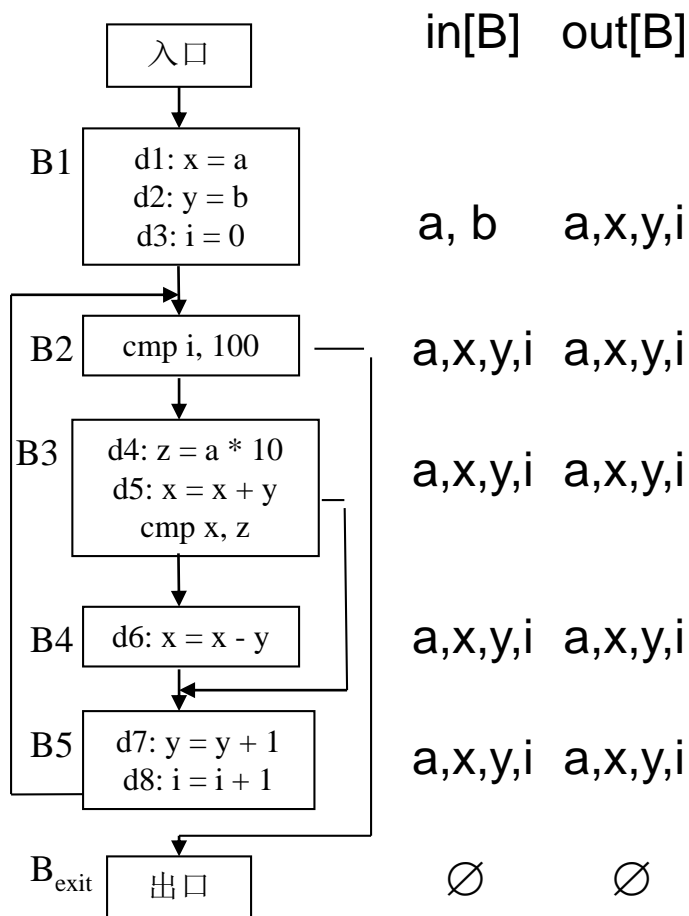 in[B] out[B]
入口
B1
d1: x = a
d2: y = b
d3: i = 0
a, b a,x,y,i
B2
cmp i, 100
a,x,y,i a,x,y,i
B3
d4: z = a * 10
d5: x = x + y
cmp x, z
a,x,y,i a,x,y,i
B4
d6: x = x - y
a,x,y,i a,x,y,i
B5
d7: y = y + 1
d8: i = i + 1
a,x,y,i a,x,y,i
Bexit
出口
∅ ∅